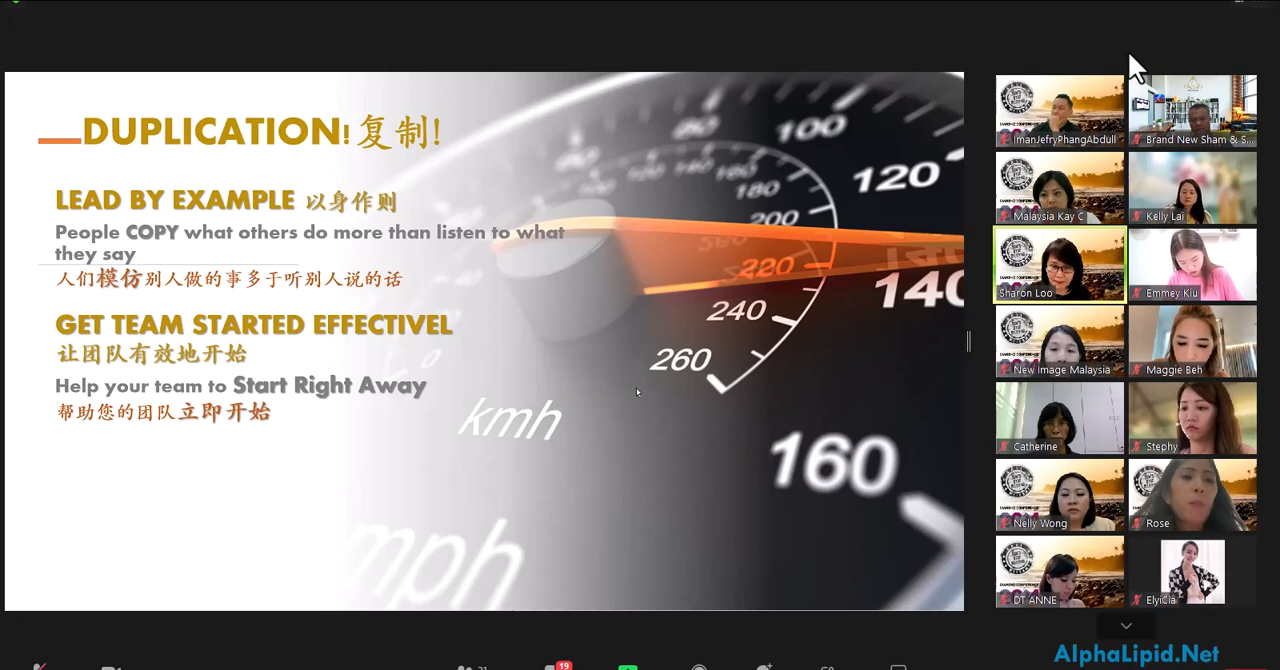 DUPLICATION! 复制!
LEAD BY EXAMPLE 以身作则
People COPY what others do more than listen to what
they say
人们模仿别人做的事多于听别人说的话
GET TEAM STARTED EFFECTIVEL
让团队有效地开始
Help your team to Start Right Away
帮助您的团队立即开始
80
100
120
140
160
160
180
200
220
240
260
kmh
mph
ImanJefryPhangAbdull
Brand New Sham & S...
Malaysia Kay C
Kelly Lai
Sharon Loo
Emmey Kiu
New Image Malaysia
Maggie Beh
Catherine
Stephy
Nelly Wong
Rose
DT ANNE
ElyiCia
19
AlphaLipid.Net